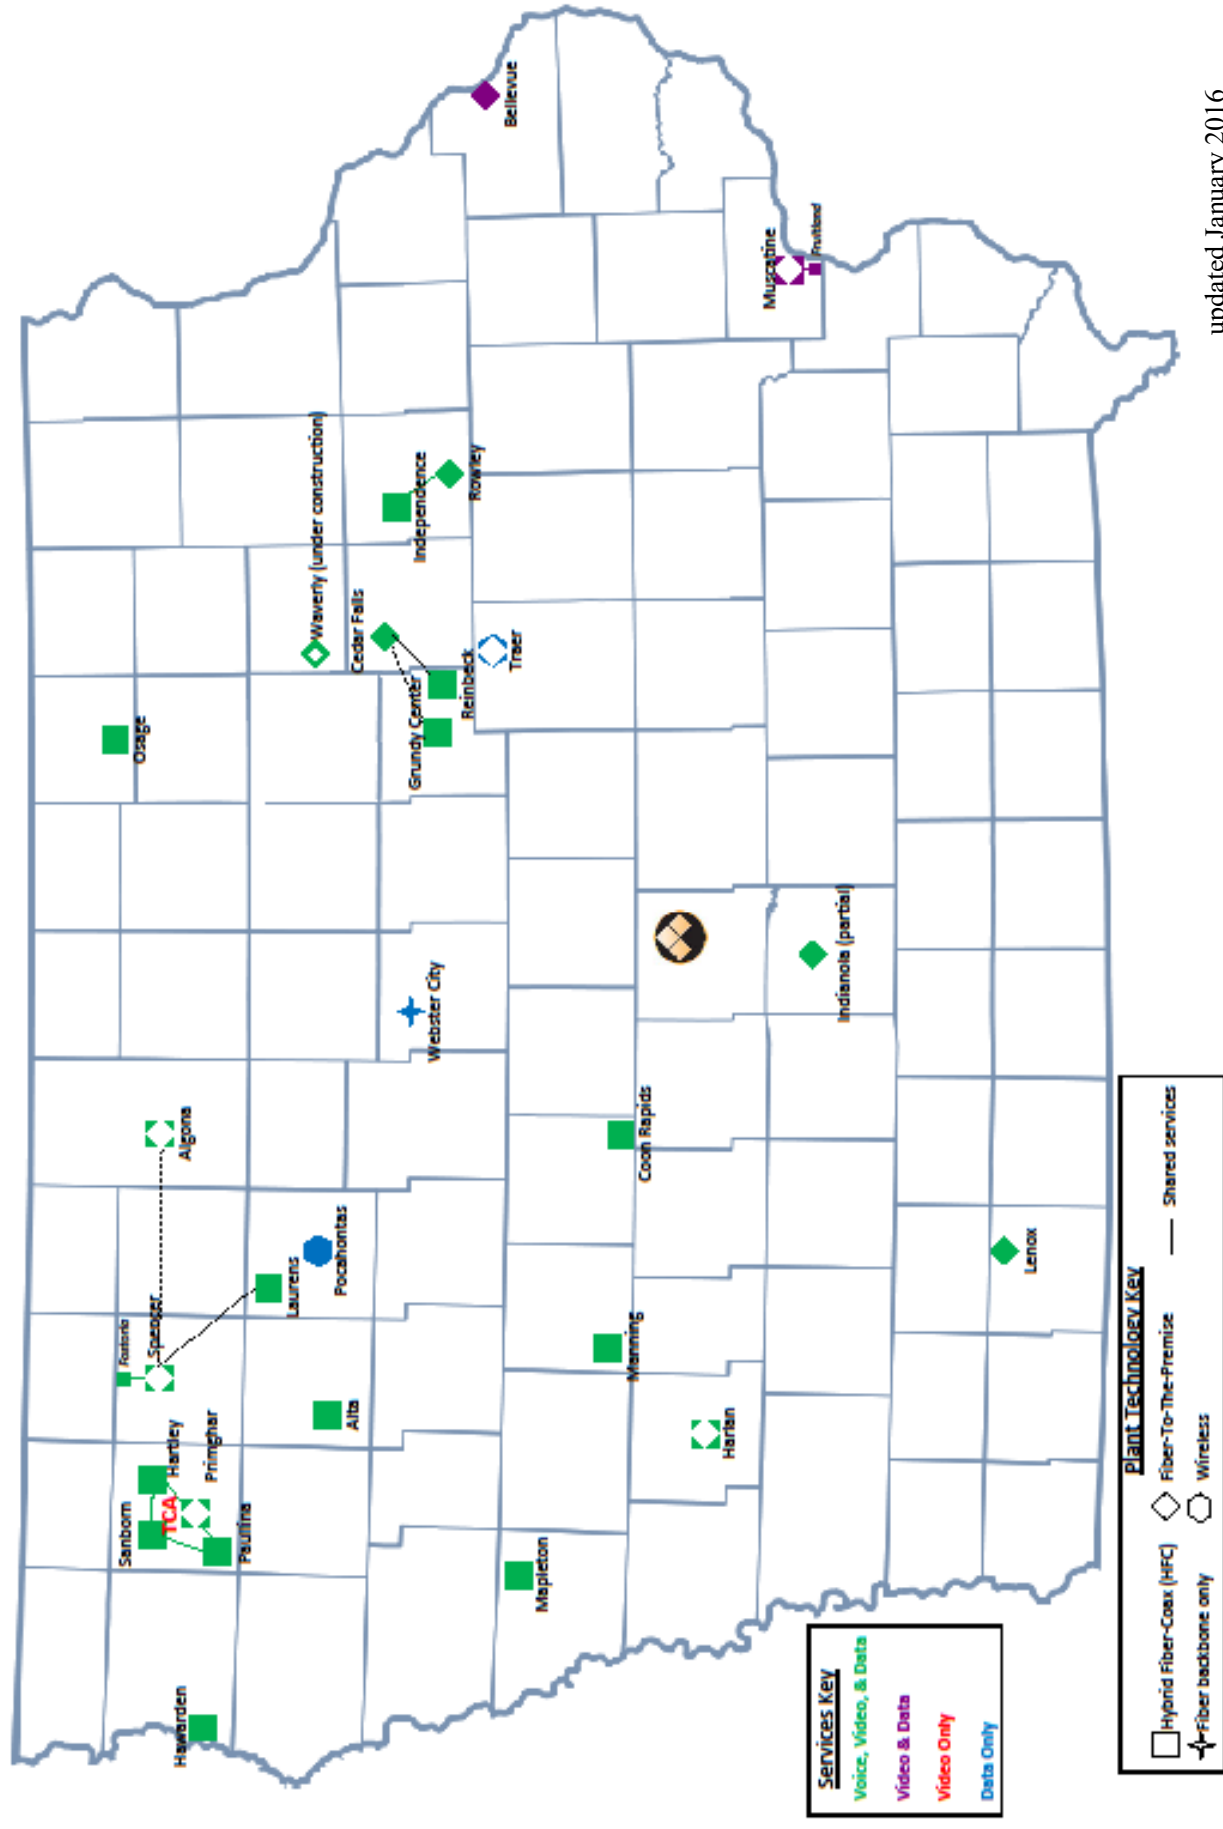 Hawarden
Sanborn
Hartley
TCA
Primghar
Paullina
Fostoria
Spencer
Algona
Laurens
Pocahontas
Alta
Mapleton
Manning
Harlan
Coon Rapids
Webster City
Osage
Waverly (under construction)
Cedar Falls
Grundy Center
Reinbeck
Traer
Independence
Rowley
Bellevue
Muscatine
Fruitland
Indianola (partial)
Lenox
Services Key
Voice, Video, & Data
Video & Data
Video Only
Data Only
Plant Technology Key
Hybrid Fiber-Coax (HFC)
Fiber-To-The-Premise
Shared services
Fiber backbone only
Wireless
updated January 2016